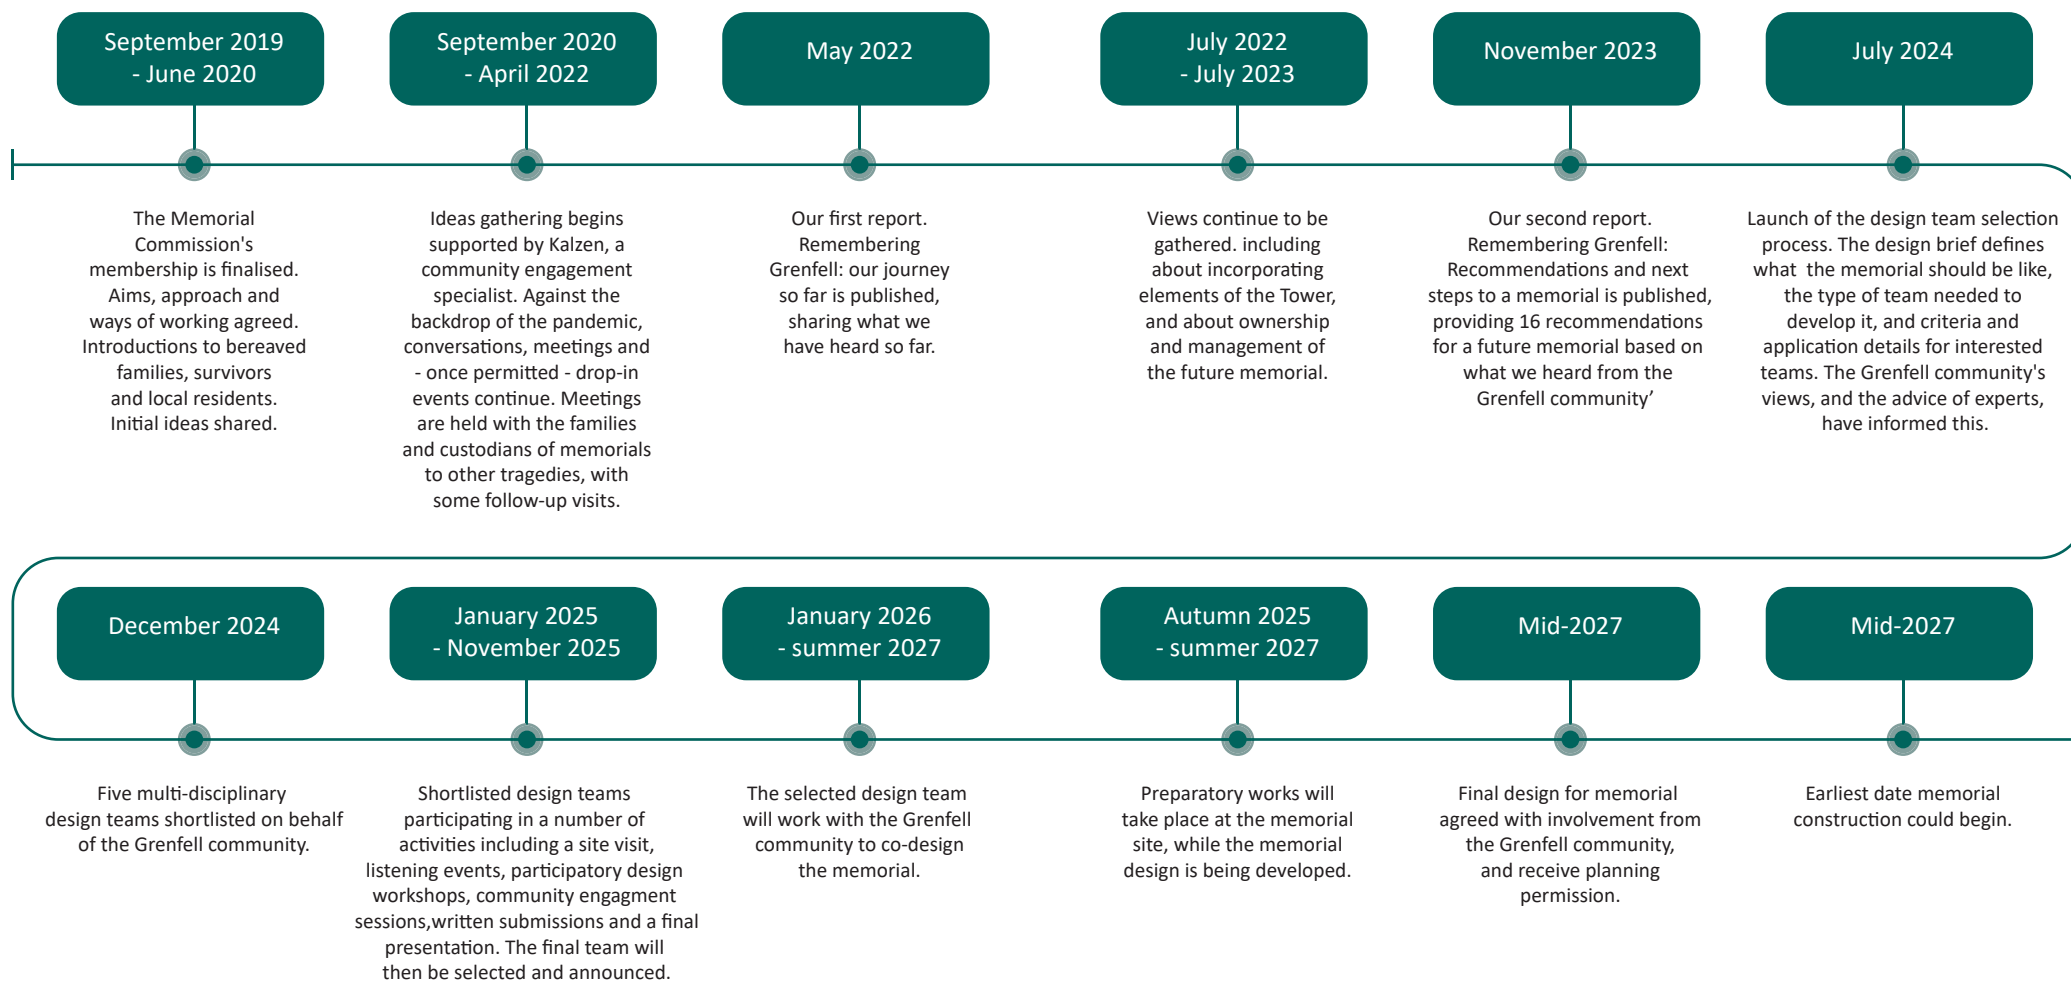 September 2019
- June 2020
The Memorial
Commission's
membership is finalised.
Aims, approach and
ways of working agreed.
Introductions to bereaved
families, survivors
and local residents.
Initial ideas shared.
September 2020
- April 2022
Ideas gathering begins
supported by Kalzen, a
community engagement
specialist. Against the
backdrop of the pandemic,
conversations, meetings and
- once permitted - drop-in
events continue. Meetings
are held with the families
and custodians of memorials
to other tragedies, with
some follow-up visits.
May 2022
Our first report.
Remembering
Grenfell: our journey
so far is published,
sharing what we
have heard so far.
July 2022
- July 2023
Views continue to be
gathered. including
about incorporating
elements of the Tower,
and about ownership
and management of
the future memorial.
November 2023
Our second report.
Remembering Grenfell:
Recommendations and next
steps to a memorial is published,
providing 16 recommendations
for a future memorial based on
what we heard from the
Grenfell community’
July 2024
Launch of the design team selection
process. The design brief defines
what  the memorial should be like,
the type of team needed to
develop it, and criteria and
application details for interested
teams. The Grenfell community's
views, and the advice of experts,
have informed this.
December 2024
Five multi-disciplinary
design teams shortlisted on behalf
of the Grenfell community.
January 2025
- November 2025
Shortlisted design teams
participating in a number of
activities including a site visit,
listening events, participatory design
workshops, community engagment
sessions,written submissions and a final
presentation. The final team will
then be selected and announced.
January 2026
- summer 2027
The selected design team
will work with the Grenfell
community to co-design
the memorial.
Autumn 2025
- summer 2027
Preparatory works will
take place at the memorial
site, while the memorial
design is being developed.
Mid-2027
Final design for memorial
agreed with involvement from
the Grenfell community,
and receive planning
permission.
Mid-2027
Earliest date memorial
construction could begin.